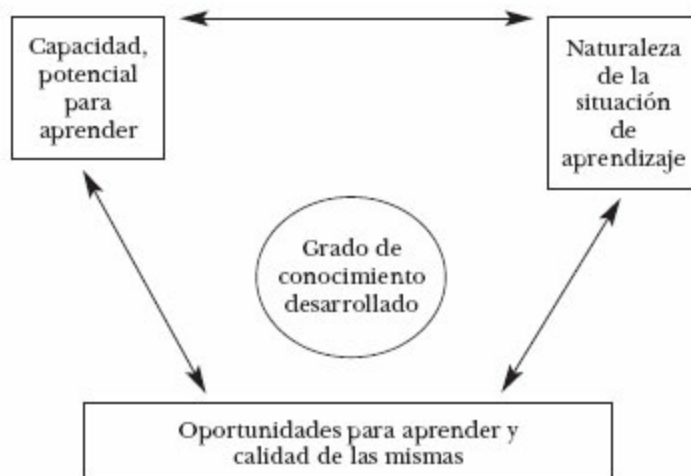 Capacidad,
potencial
para
aprender
Naturaleza
de la
situación
de
aprendizaje
Grado de
conocimiento
desarrollado
Oportunidades para aprender y
calidad de las mismas